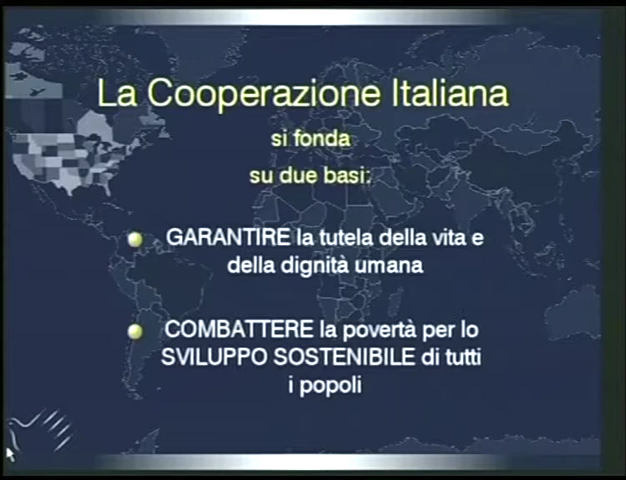 La Cooperazione Italiana
si fonda
su due basi:
GARANTIRE la tutela della vita e
della dignità umana
COMBATTERE la povertà per lo
SVILUPPO SOSTENIBILE di tutti
i popoli